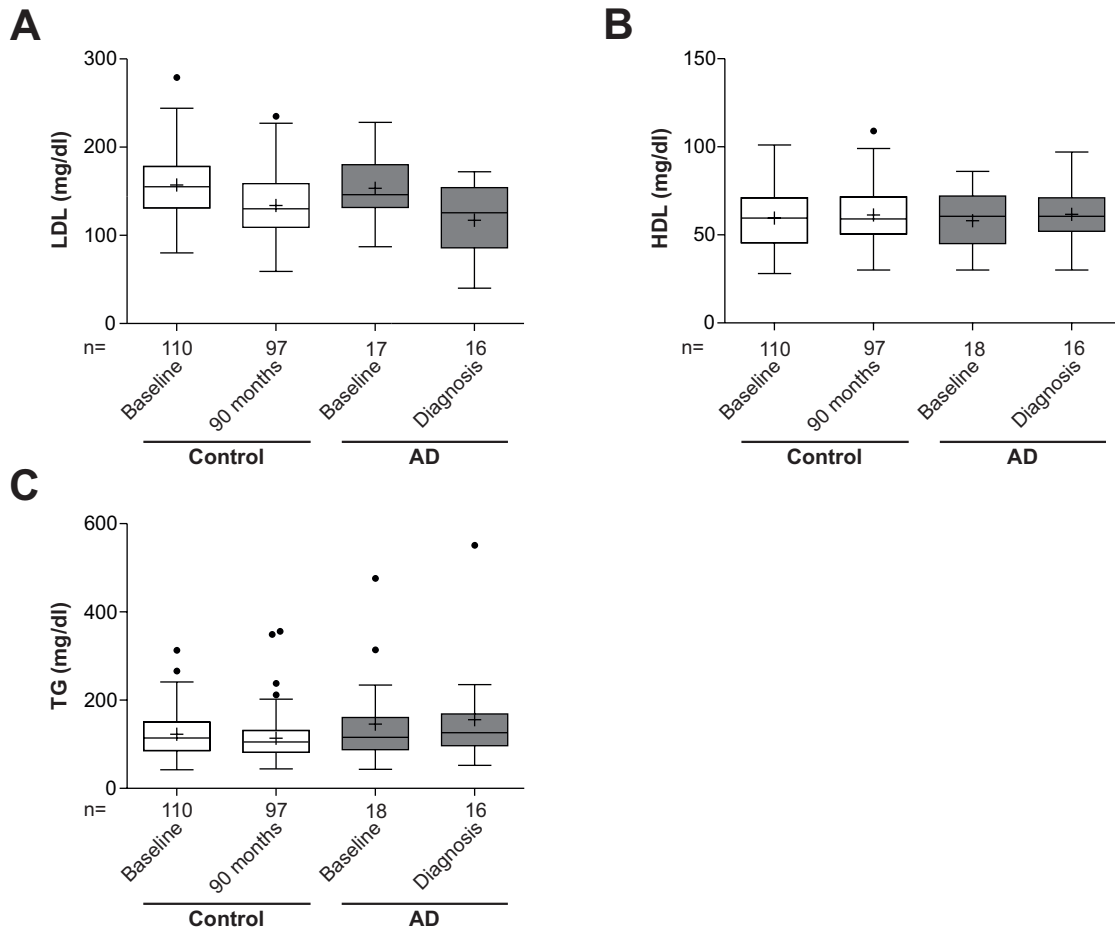 A
LDL (mg/dl)
300
200
100
0
n=
110
97
17
16
Baseline
90 months
Baseline
Diagnosis
Control
AD
B
HDL (mg/dl)
150
100
50
0
n=
110
97
18
16
Baseline
90 months
Baseline
Diagnosis
Control
AD
C
TG (mg/dl)
600
400
200
0
n=
110
97
18
16
Baseline
90 months
Baseline
Diagnosis
Control
AD